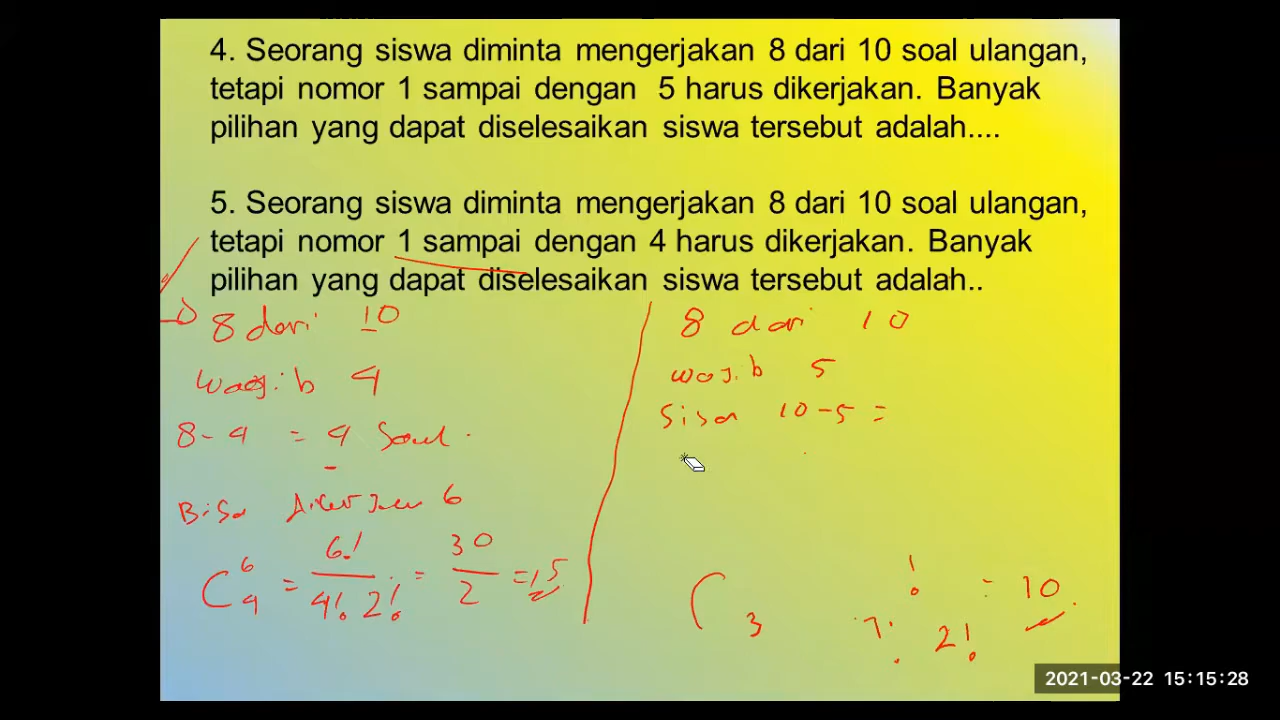 4. Seorang siswa diminta mengerjakan 8 dari 10 soal ulangan,
tetapi nomor 1 sampai dengan 5 harus dikerjakan. Banyak
pilihan yang dapat diselesaikan siswa tersebut adalah....
5. Seorang siswa diminta mengerjakan 8 dari 10 soal ulangan,
tetapi nomor 1 sampai dengan 4 harus dikerjakan. Banyak
pilihan yang dapat diselesaikan siswa tersebut adalah..
8 dari 10
wajib 4
8 - 4 = 4 Soal.
Bisa 6
C 6 4 = 6! / 4! 2! = 30 / 2 = 15
8 dari 10
wajib 5
Sisa 10 - 5 =
C 3 ! / ! 2! = 10
2021-03-22 15:15:28